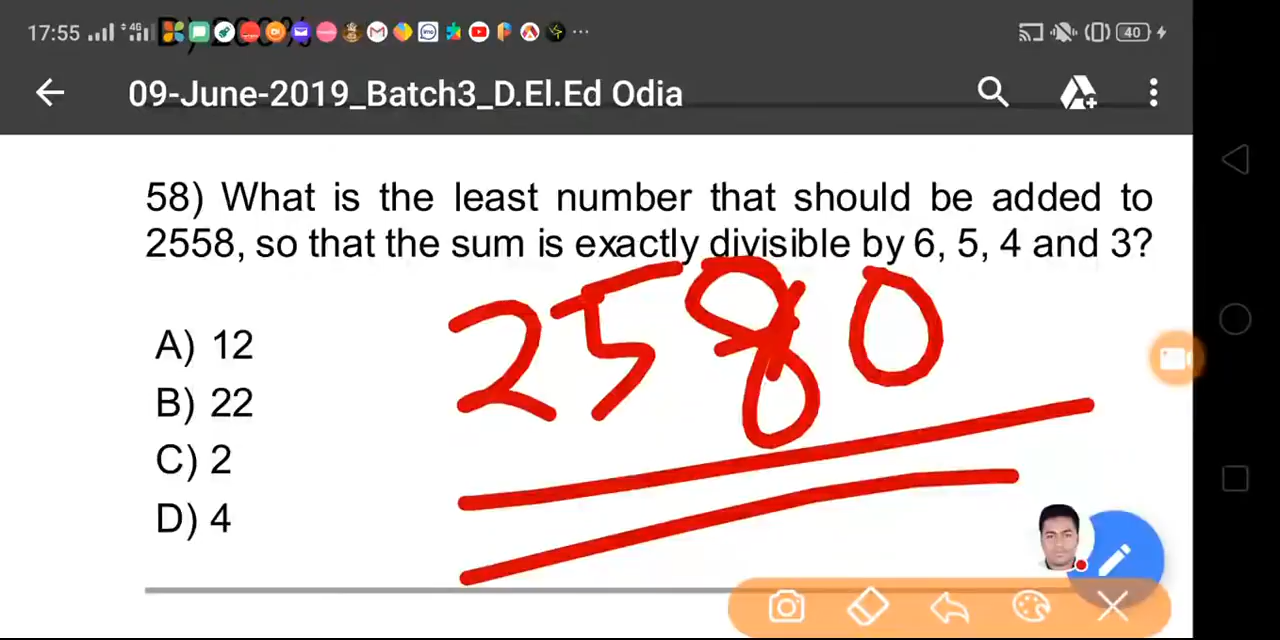 17:55 4G 40
09-June-2019_Batch3_D.El.Ed Odia
58) What is the least number that should be added to
2558, so that the sum is exactly divisible by 6, 5, 4 and 3?
2580
A) 12
B) 22
C) 2
D) 4